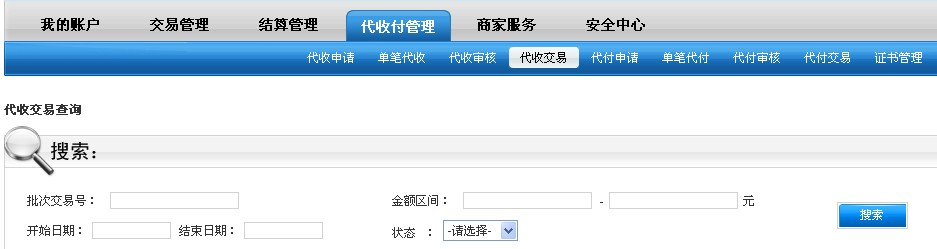 我的账户 交易管理 结算管理 代收付管理 商家服务 安全中心
代收申请 单笔代收 代收审核 代收交易 代付申请 单笔代付 代付审核 代付交易 证书管理
代收交易查询
搜索：
批次交易号： 金额区间： - 元
搜索
开始日期： 结束日期： 状态 ： -请选择-